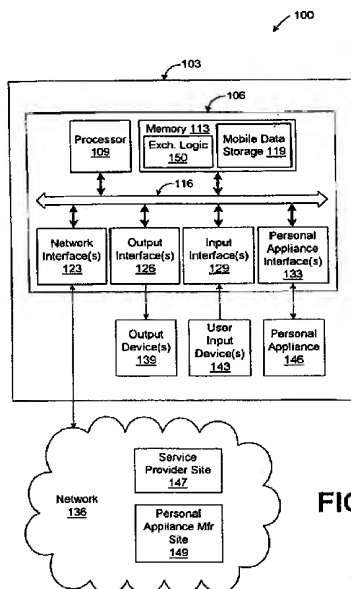 100
103
106
Processor
109
Memory 113
Exch. Logic
150
Mobile Data
Storage 119
116
Network
Interface(s)
123
Output
Interface(s)
126
Input
Interface(s)
129
Personal
Appliance
Interface(s)
133
Output
Device(s)
139
User
Input
Device(s)
143
Personal
Appliance
146
Network
136
Service
Provider Site
147
Personal
Appliance Mfr
Site
149
FIG